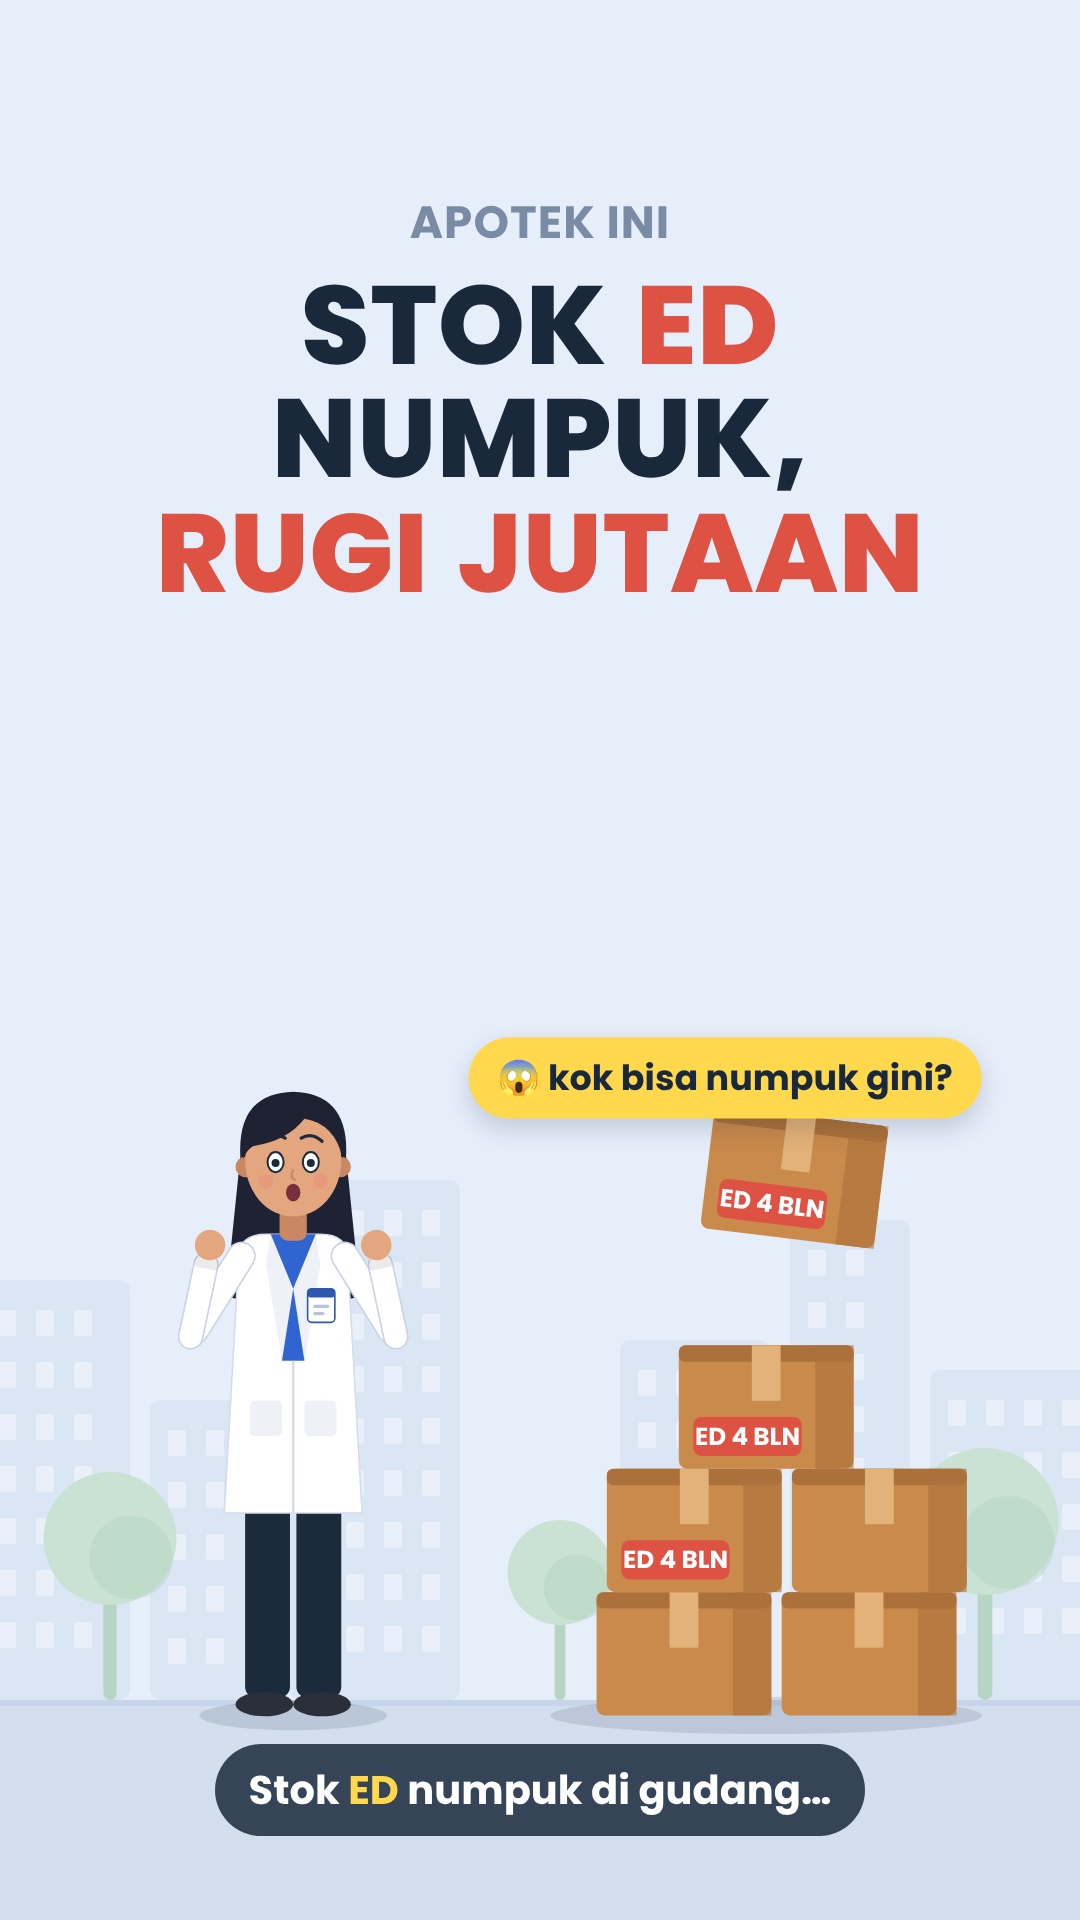 APOTEK INI
STOK ED
NUMPUK,
RUGI JUTAAN
😱 kok bisa numpuk gini?
ED 4 BLN
ED 4 BLN
ED 4 BLN
Stok ED numpuk di gudang...